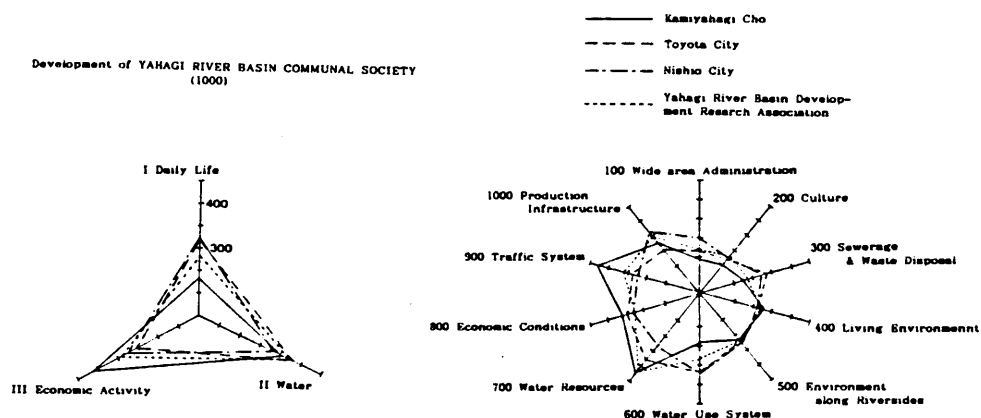 Kamiyahagi Cho
Toyota City
Nishio City
Yahagi River Basin Develop-
ment Resarch Association
Development of YAHAGI RIVER BASIN COMMUNAL SOCIETY
(1000)
I Daily Life
400
300
III Economic Activity
II Water
100 Wide area Administration
1000 Production
Infrastructure
200 Culture
900 Traffic System
300 Sewerage
& Waste Disposal
800 Economic Conditions
400 Living Environmennt
700 Water Resources
500 Environment
along Riversides
600 Water Use System